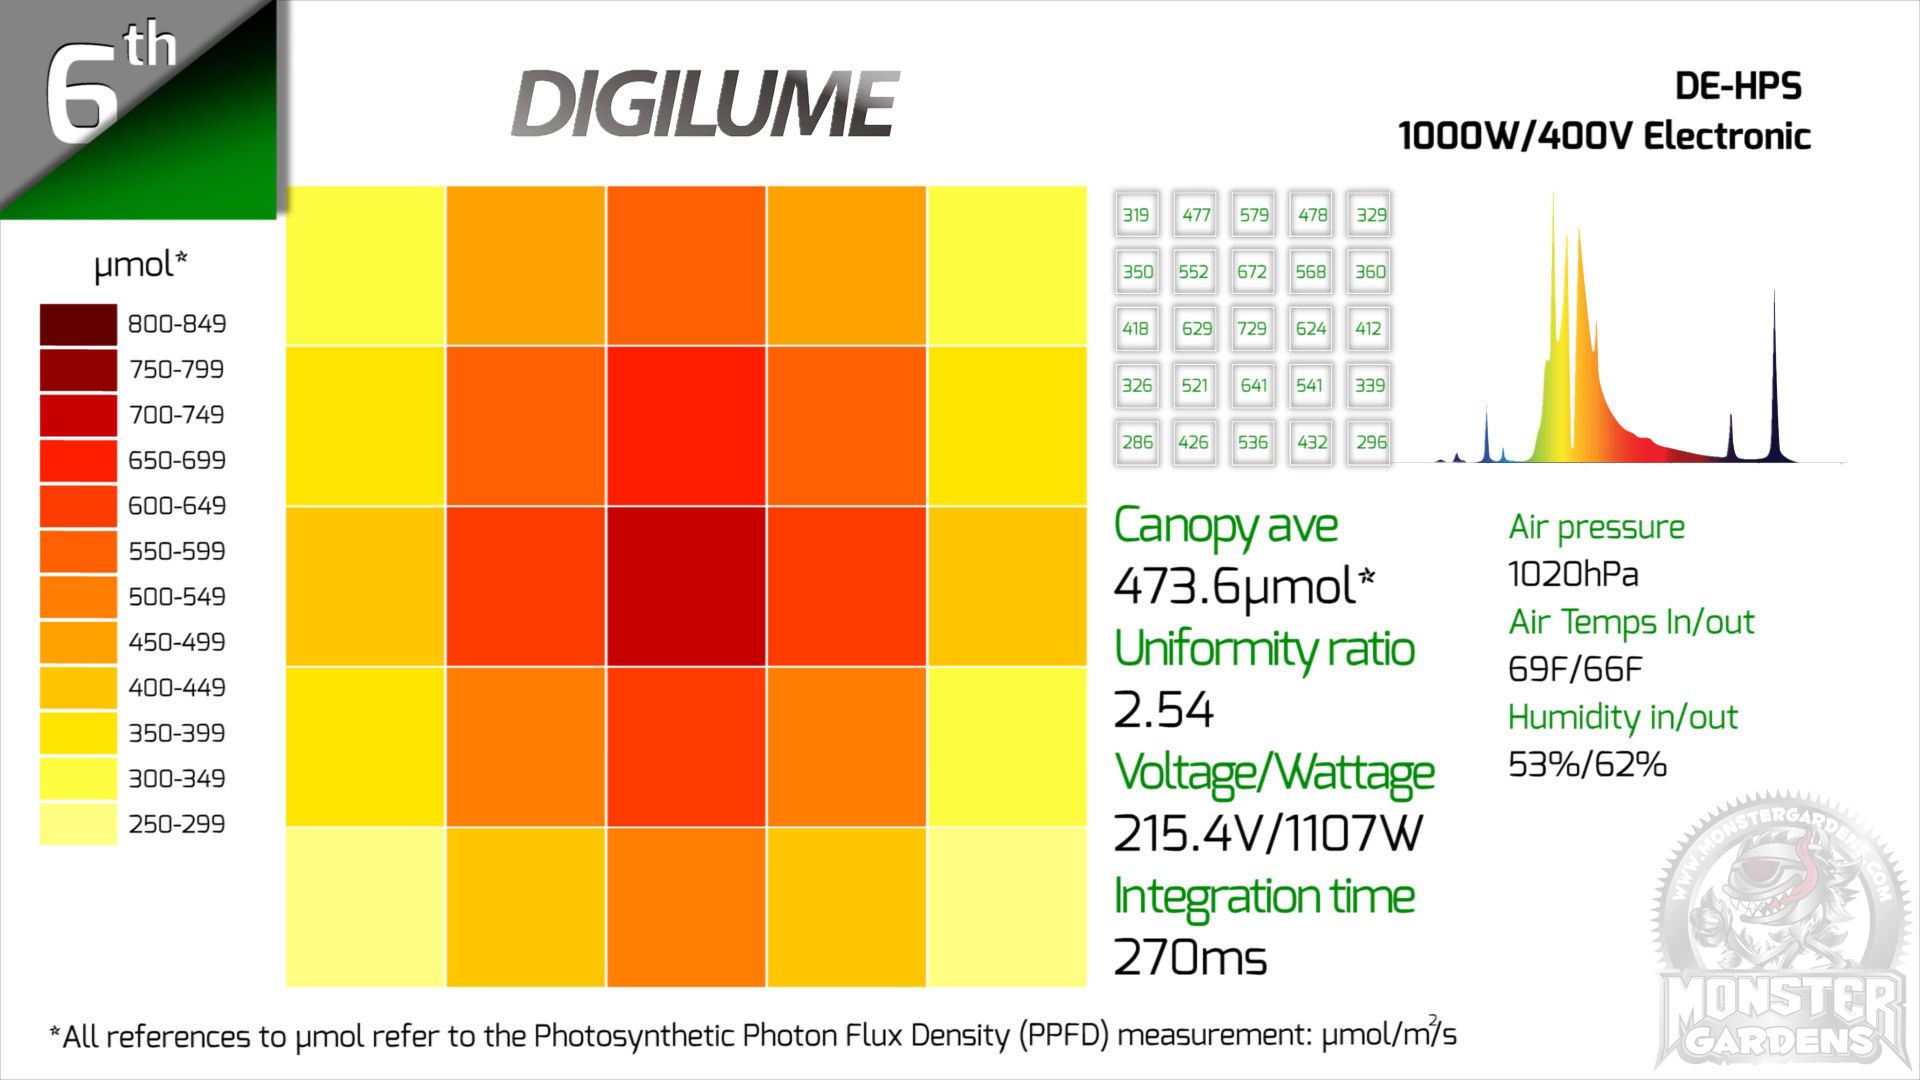 6th
DIGILUME
DE-HPS
1000W/400V Electronic
µmol*
800-849
750-799
700-749
650-699
600-649
550-599
500-549
450-499
400-449
350-399
300-349
250-299
319 477 579 478 329
350 552 672 568 360
418 629 729 624 412
326 521 641 541 339
286 426 536 432 296
Canopy ave
473.6µmol*
Uniformity ratio
2.54
Voltage/Wattage
215.4V/1107W
Integration time
270ms
Air pressure
1020hPa
Air Temps In/out
69F/66F
Humidity in/out
53%/62%
WWW.MONSTERGARDENS.COM
MONSTER
GARDENS
*All references to µmol refer to the Photosynthetic Photon Flux Density (PPFD) measurement: µmol/m²/s